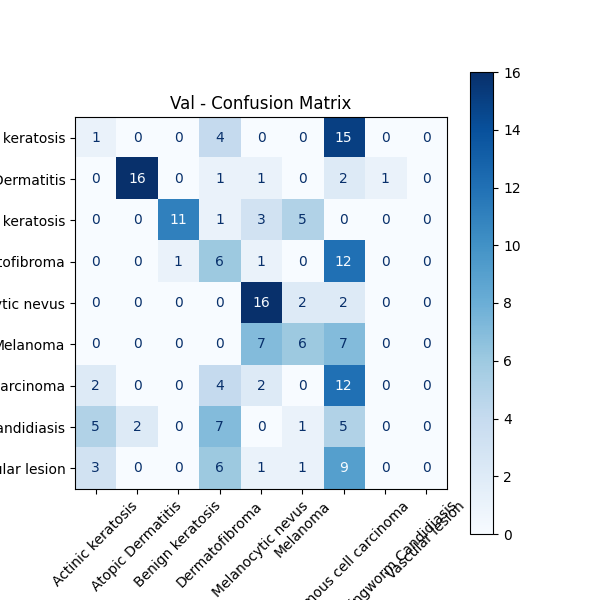 Val - Confusion Matrix
keratosis 1 0 0 4 0 0 15 0 0
Dermatitis 0 16 0 1 1 0 2 1 0
keratosis 0 0 11 1 3 5 0 0 0
tofibroma 0 0 1 6 1 0 12 0 0
ytic nevus 0 0 0 0 16 2 2 0 0
Melanoma 0 0 0 0 7 6 7 0 0
arcinoma 2 0 0 4 2 0 12 0 0
andidiasis 5 2 0 7 0 1 5 0 0
ular lesion 3 0 0 6 1 1 9 0 0
Actinic keratosis
Atopic Dermatitis
Benign keratosis
Dermatofibroma
Melanocytic nevus
Melanoma
mous cell carcinoma
ngworm Candidiasis
Vascular lesion
16
14
12
10
8
6
4
2
0